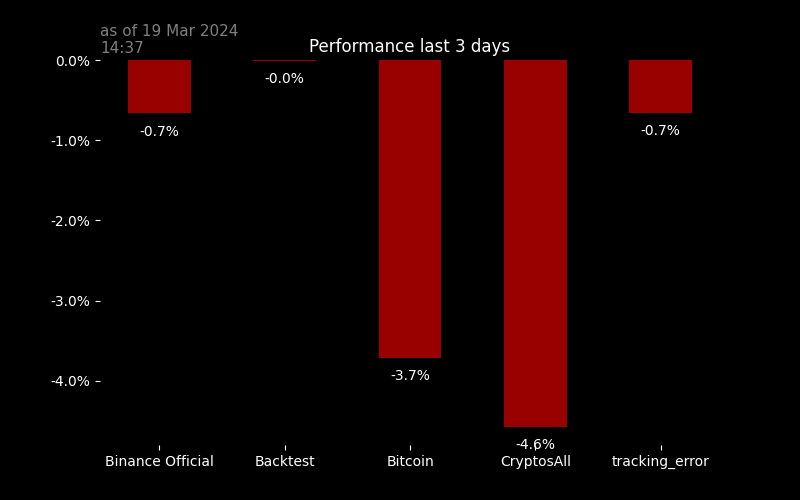 as of 19 Mar 2024
14:37
Performance last 3 days
0.0%
-1.0%
-2.0%
-3.0%
-4.0%
-0.7%
-0.0%
-3.7%
-4.6%
-0.7%
Binance Official
Backtest
Bitcoin
CryptosAll
tracking_error